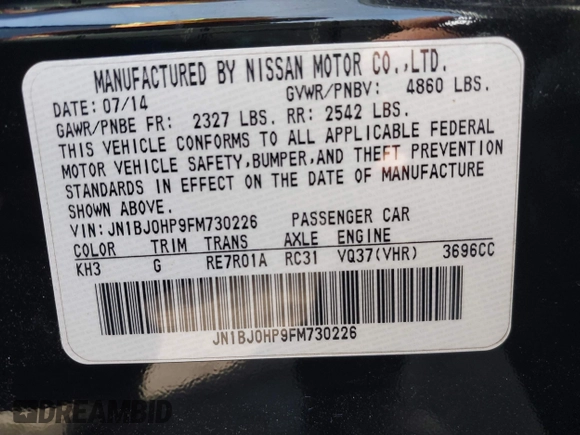 MANUFACTURED BY NISSAN MOTOR CO.,LTD.
DATE: 07/14 GVWR/PNBV: 4860 LBS.
GAWR/PNBE FR: 2327 LBS. RR: 2542 LBS.
THIS VEHICLE CONFORMS TO ALL APPLICABLE FEDERAL
MOTOR VEHICLE SAFETY,BUMPER,AND THEFT PREVENTION
STANDARDS IN EFFECT ON THE DATE OF MANUFACTURE
SHOWN ABOVE.
VIN: JN1BJ0HP9FM730226 PASSENGER CAR
COLOR TRIM TRANS AXLE ENGINE
KH3 G RE7R01A RC31 VQ37(VHR) 3696CC
JN1BJ0HP9FM730226
DREAMBID